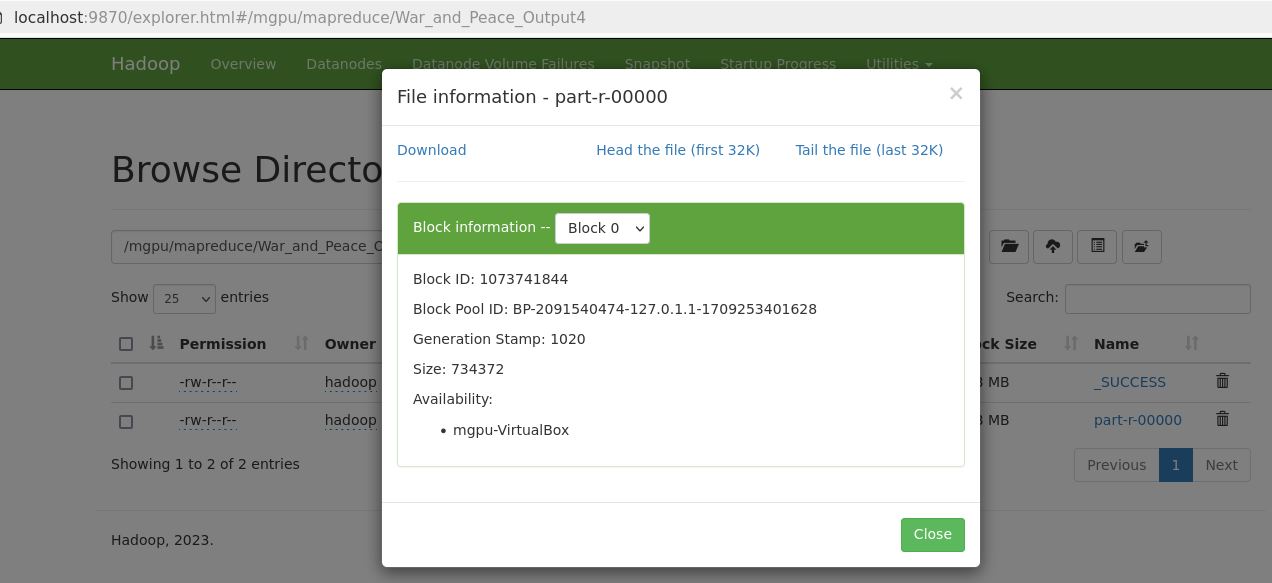 localhost:9870/explorer.html#/mgpu/mapreduce/War_and_Peace_Output4
Hadoop Overview Datanodes Datanode Volume Failures Snapshot Startup Progress Utilities
File information - part-r-00000 ×
Download Head the file (first 32K) Tail the file (last 32K)
Browse Directo
Block information -- Block 0
/mgpu/mapreduce/War_and_Peace_O
Block ID: 1073741844
Block Pool ID: BP-2091540474-127.0.1.1-1709253401628
Generation Stamp: 1020
Size: 734372
Availability:
• mgpu-VirtualBox
Close
Show 25 entries Search:
Permission Owner ck Size Name
-rw-r--r-- hadoop MB _SUCCESS
-rw-r--r-- hadoop MB part-r-00000
Showing 1 to 2 of 2 entries Previous 1 Next
Hadoop, 2023.